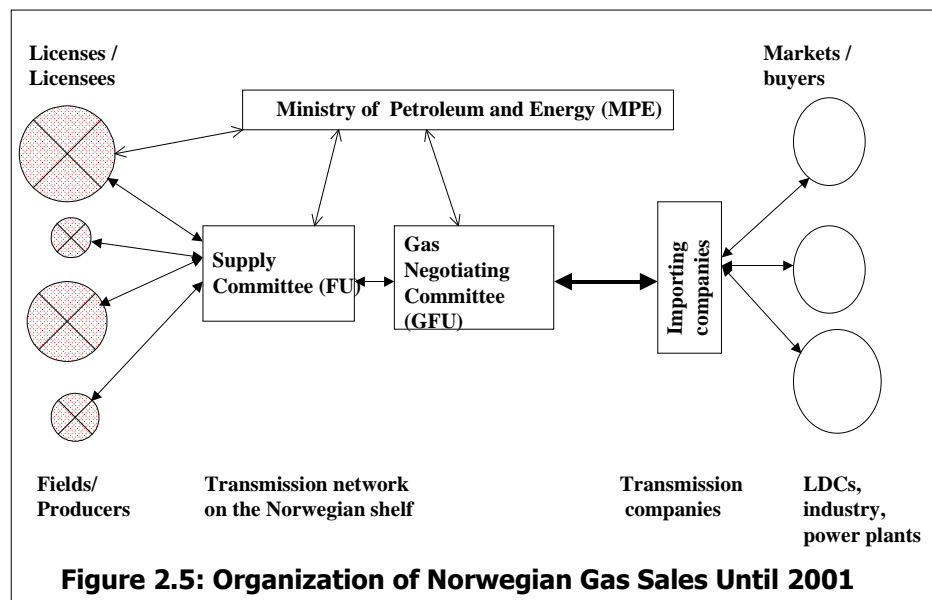 Licenses /
Licensees
Markets /
buyers
Ministry of Petroleum and Energy (MPE)
Supply
Committee (FU)
Gas
Negotiating
Committee
(GFU)
Importing
companies
Fields/
Producers
Transmission network
on the Norwegian shelf
Transmission
companies
LDCs,
industry,
power plants
Figure 2.5: Organization of Norwegian Gas Sales Until 2001